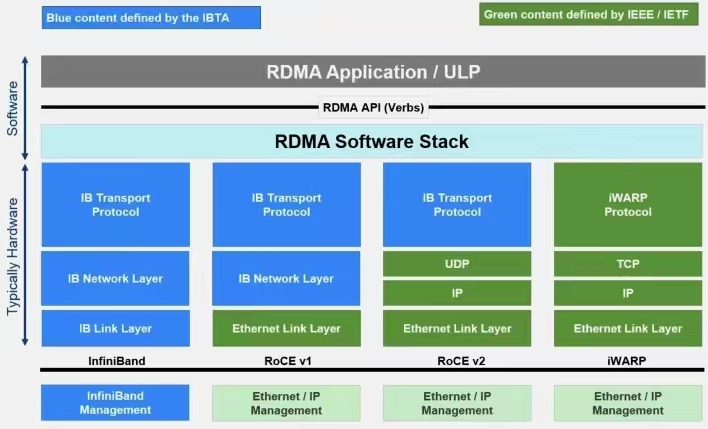 Blue content defined by the IBTA
Green content defined by IEEE / IETF
Software
RDMA Application / ULP
RDMA API (Verbs)
RDMA Software Stack
Typically Hardware
IB Transport
Protocol
IB Transport
Protocol
IB Transport
Protocol
iWARP
Protocol
IB Network Layer
IB Network Layer
UDP
TCP
IP
IP
IB Link Layer
Ethernet Link Layer
Ethernet Link Layer
Ethernet Link Layer
InfiniBand
RoCE v1
RoCE v2
iWARP
InfiniBand
Management
Ethernet / IP
Management
Ethernet / IP
Management
Ethernet / IP
Management